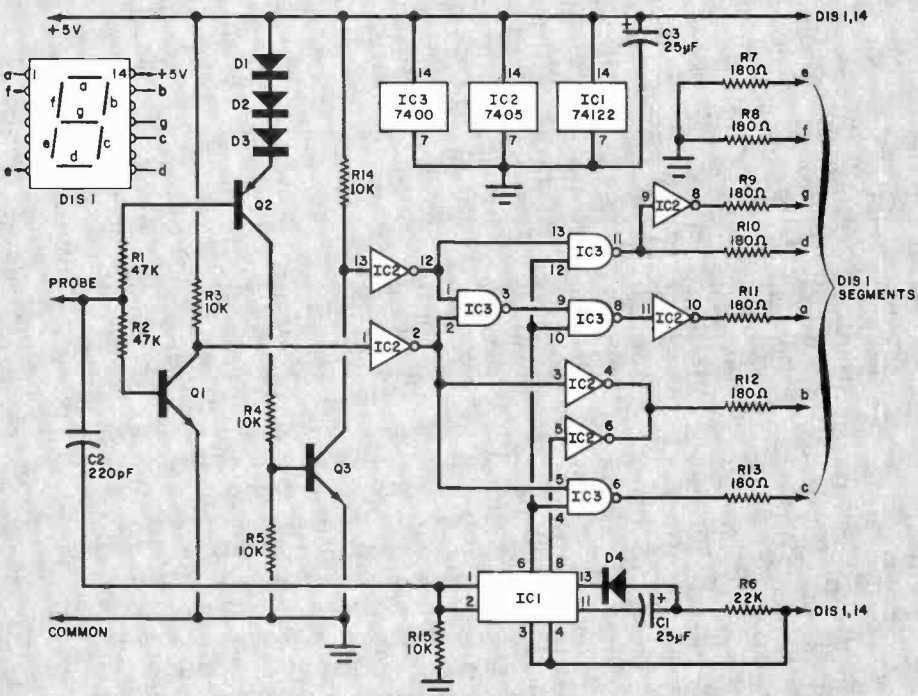 +5V
DIS 1,14
a
1
14
+5V
f
a
b
f
b
g
g
e
c
c
e
d
d
DIS 1
D1
D2
D3
Q2
R14
10K
14
IC3
7400
7
14
IC2
7405
7
14
IC1
74122
7
+
C3
25µF
R7
180Ω
e
R8
180Ω
f
R9
180Ω
g
R10
180Ω
d
R11
180Ω
a
R12
180Ω
b
R13
180Ω
c
DIS 1
SEGMENTS
R1
47K
PROBE
R2
47K
R3
10K
Q1
C2
220pF
R4
10K
Q3
R5
10K
COMMON
13
IC2
12
1
IC2
2
1
2
IC3
3
13
12
IC3
11
9
IC2
8
9
10
IC3
8
11
IC2
10
3
IC2
4
5
IC2
6
5
4
IC3
6
6
8
1
2
IC1
13
11
3
4
D4
+
C1
25µF
R6
22K
DIS 1,14
R15
10K